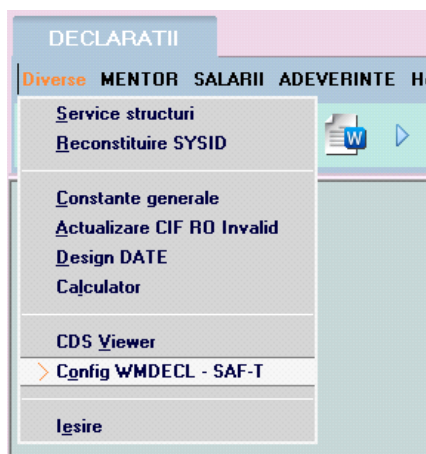 DECLARATII
Diverse MENTOR SALARII ADEVERINTE H
Service structuri
Reconstituire SYSID
W
Constante generale
Actualizare CIF RO Invalid
Design DATE
Calculator
CDS Viewer
Config WMDECL - SAF-T
Iesire